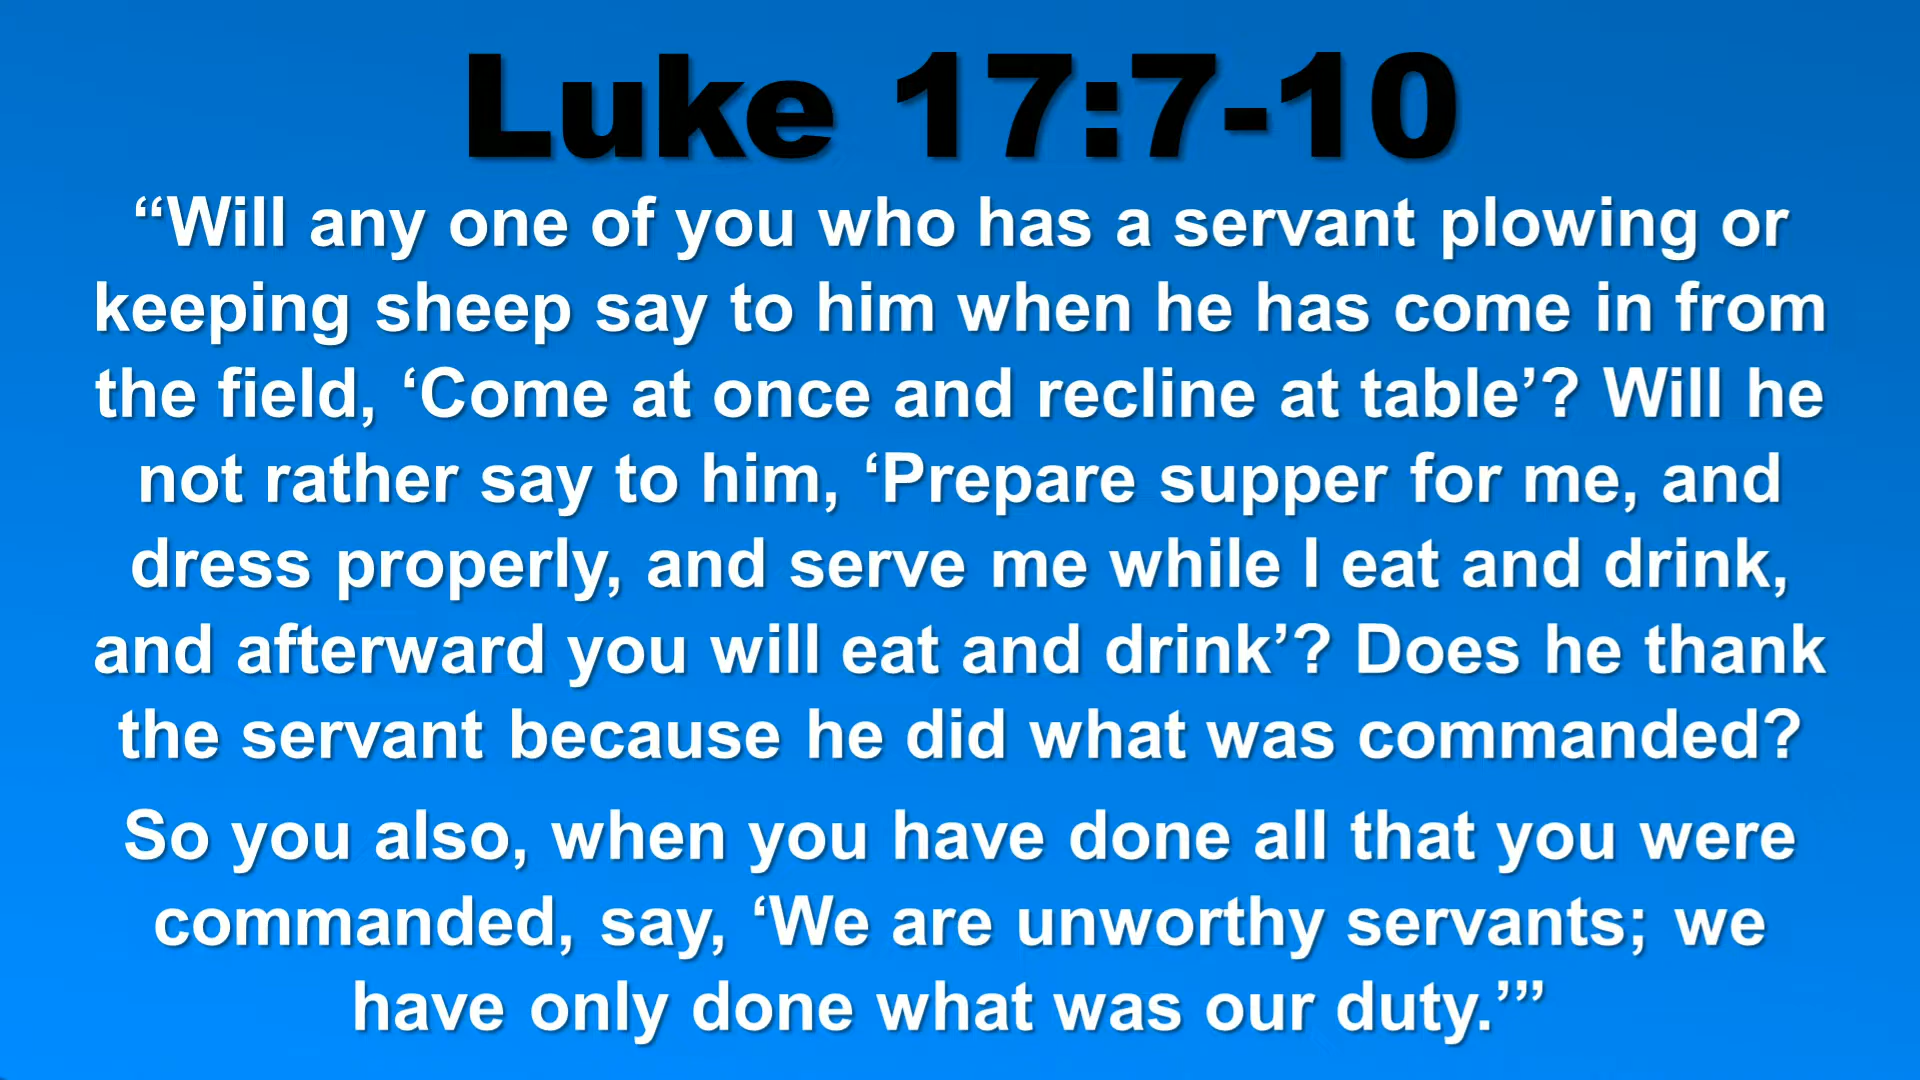 Luke 17:7-10
“Will any one of you who has a servant plowing or
keeping sheep say to him when he has come in from
the field, ‘Come at once and recline at table’? Will he
not rather say to him, ‘Prepare supper for me, and
dress properly, and serve me while I eat and drink,
and afterward you will eat and drink’? Does he thank
the servant because he did what was commanded?
So you also, when you have done all that you were
commanded, say, ‘We are unworthy servants; we
have only done what was our duty.’”